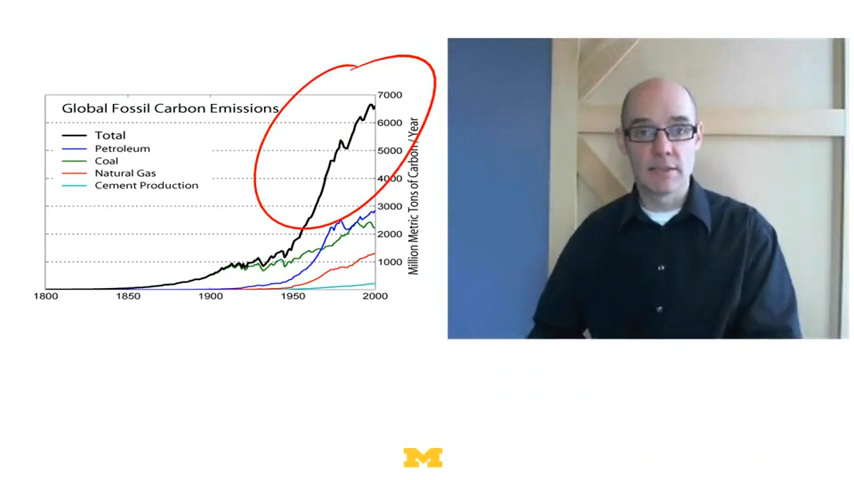 7000
Global Fossil Carbon Emissions
6000
Total
Petroleum
5000
Coal
Natural Gas
4000
Cement Production
3000
2000
1000
Million Metric Tons of Carbon / Year
1800 1850 1900 1950 2000
M